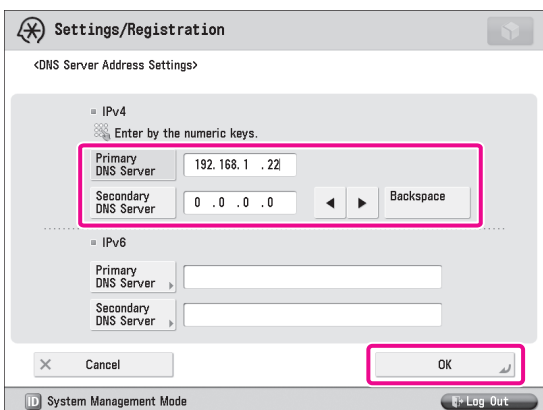 Settings/Registration
<DNS Server Address Settings>
IPv4
Enter by the numeric keys.
Primary
DNS Server
192.168.1 .22
Secondary
DNS Server
0 .0 .0 .0
◀ ▶
Backspace
IPv6
Primary
DNS Server
Secondary
DNS Server
Cancel
OK
ID System Management Mode
Log Out